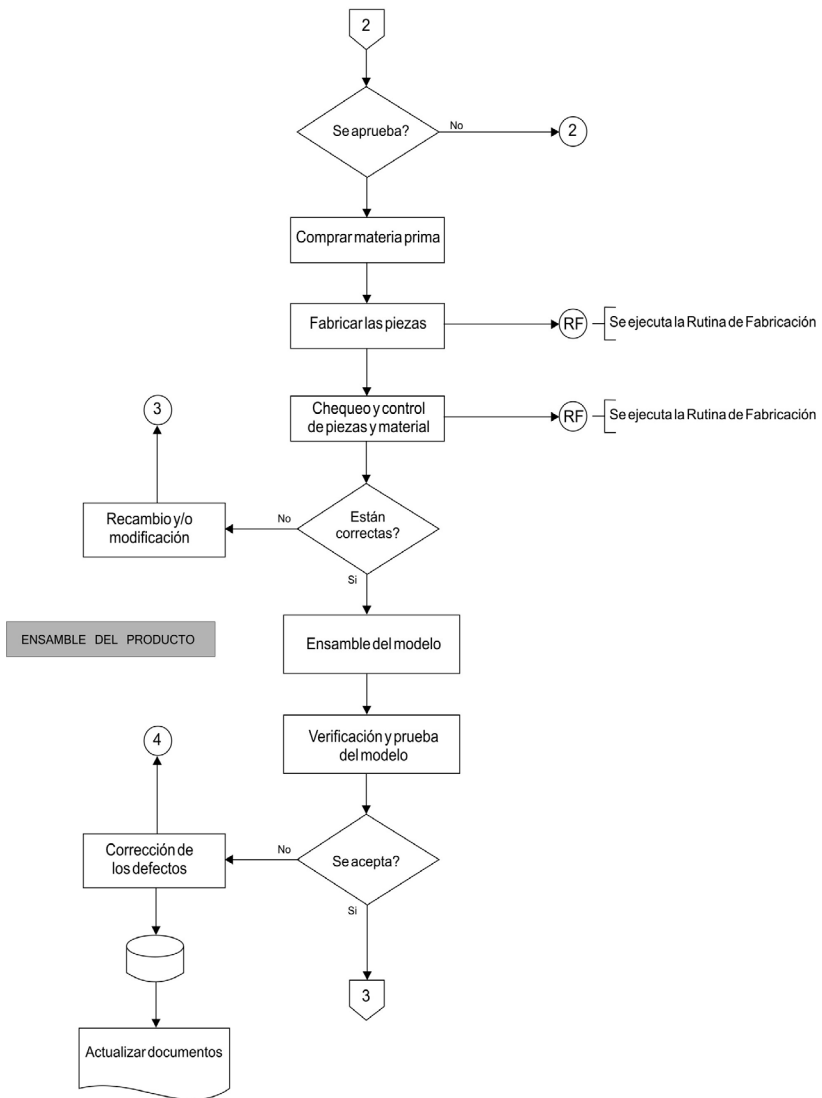 2
Se aprueba?
No
2
Comprar materia prima
Fabricar las piezas
RF
Se ejecuta la Rutina de Fabricación
Chequeo y control
de piezas y material
RF
Se ejecuta la Rutina de Fabricación
3
Recambio y/o
modificación
No
Están
correctas?
Si
ENSAMBLE DEL PRODUCTO
Ensamble del modelo
Verificación y prueba
del modelo
4
Corrección de
los defectos
No
Se acepta?
Si
3
Actualizar documentos